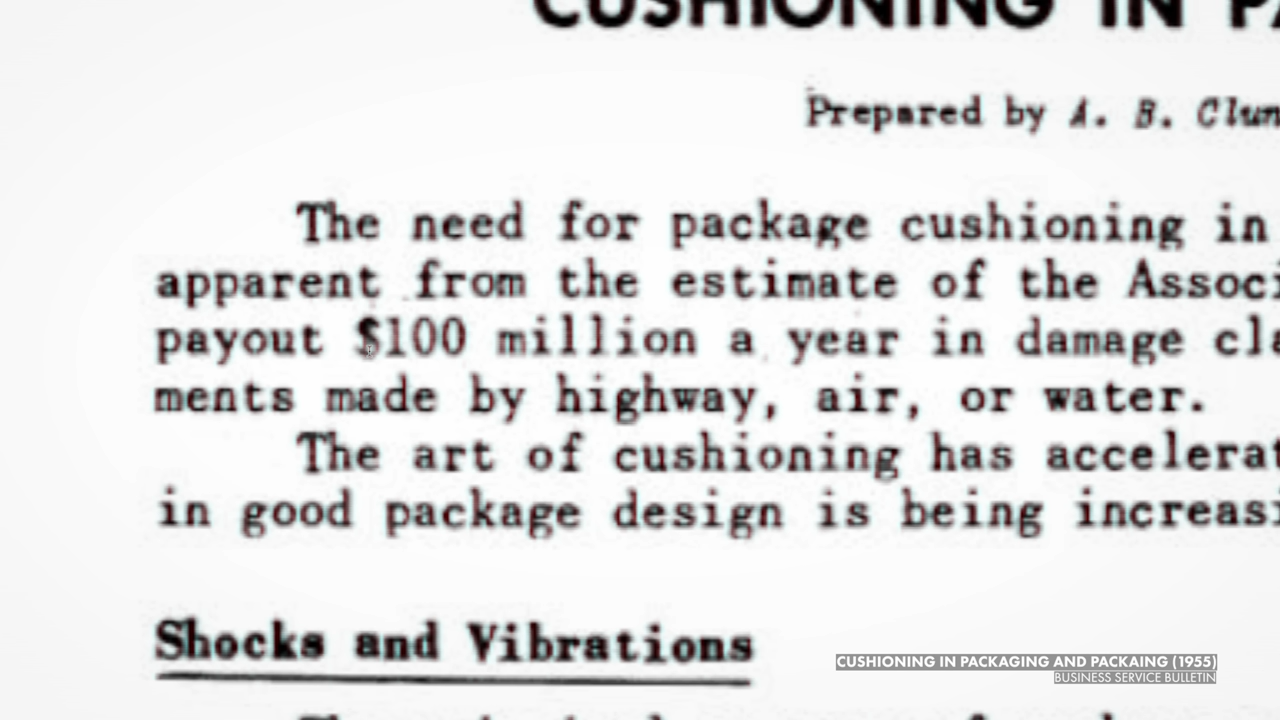 CUSHIONING IN PA
Prepared by A. B. Clun
The need for package cushioning in
apparent from the estimate of the Associ
payout $100 million a year in damage cla
ments made by highway, air, or water.
The art of cushioning has accelerat
in good package design is being increasi
Shocks and Vibrations
CUSHIONING IN PACKAGING AND PACKAING (1955)
BUSINESS SERVICE BULLETIN